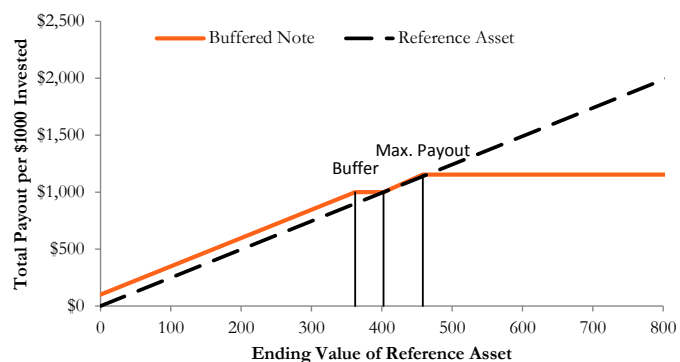 $2,500
Buffered Note Reference Asset
$2,000
$1,500
Max. Payout
Buffer
$1,000
$500
$0
0 100 200 300 400 500 600 700 800
Total Payout per $1000 Invested
Ending Value of Reference Asset